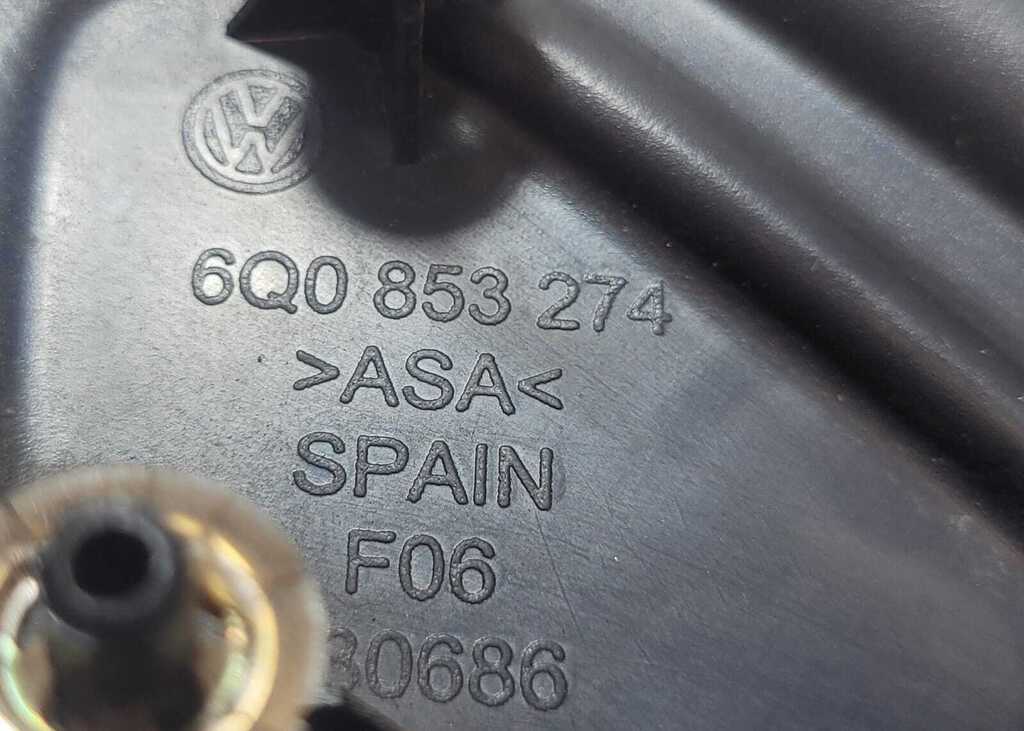 6Q0 853 274
>ASA<
SPAIN
F06